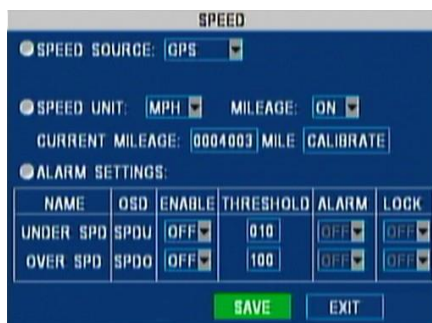 SPEED
SPEED SOURCE: GPS
SPEED UNIT: MPH MILEAGE: ON
CURRENT MILEAGE: 0004003 MILE CALIBRATE
ALARM SETTINGS:
NAME OSD ENABLE THRESHOLD ALARM LOCK
UNDER SPD SPDU OFF 010 OFF OFF
OVER SPD SPDO OFF 100 OFF OFF
SAVE EXIT